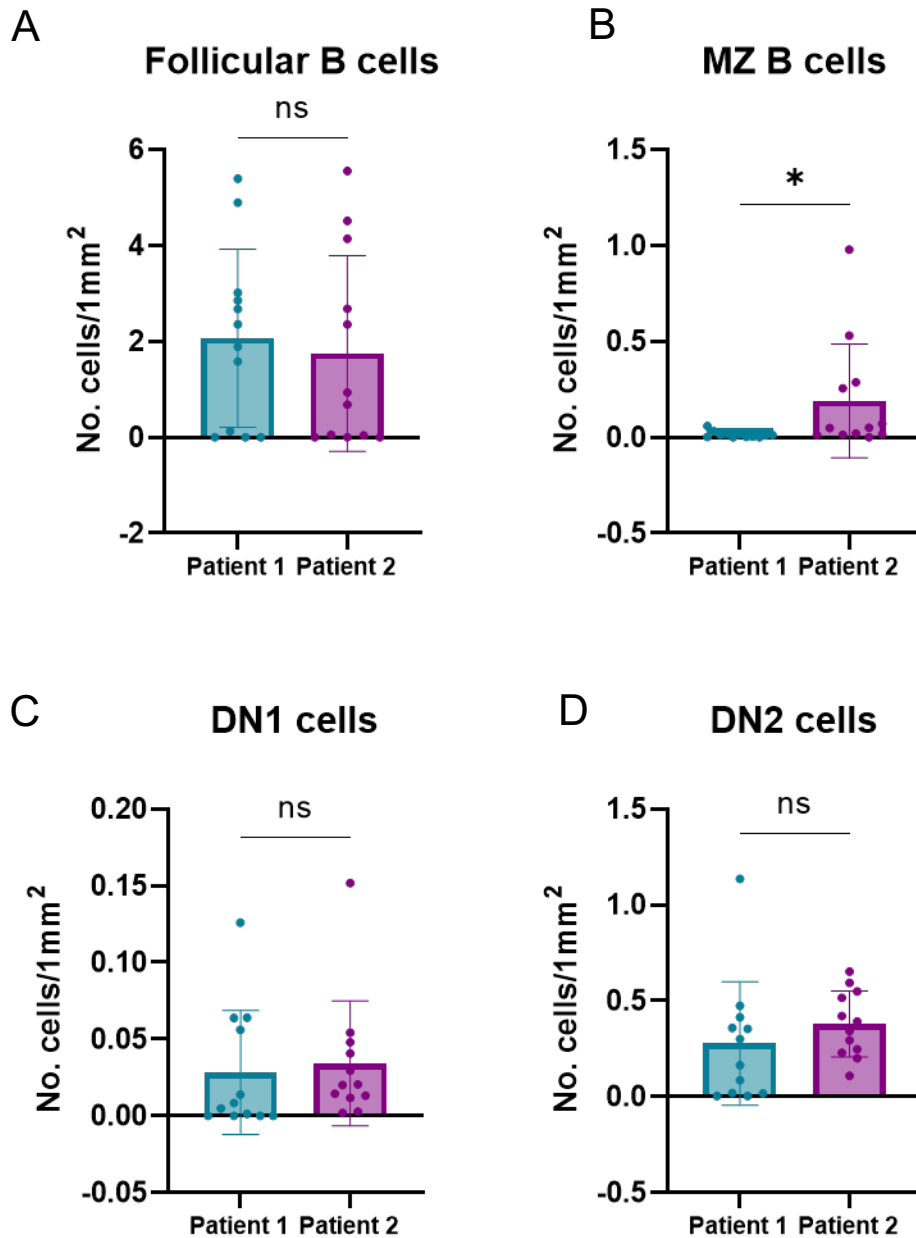 A
Follicular B cells
ns
No. cells/1mm²
6
4
2
0
-2
Patient 1 Patient 2
B
MZ B cells
*
No. cells/1mm²
1.5
1.0
0.5
0.0
-0.5
Patient 1 Patient 2
C
DN1 cells
ns
No. cells/1mm²
0.20
0.15
0.10
0.05
0.00
-0.05
Patient 1 Patient 2
D
DN2 cells
ns
No. cells/1mm²
1.5
1.0
0.5
0.0
-0.5
Patient 1 Patient 2